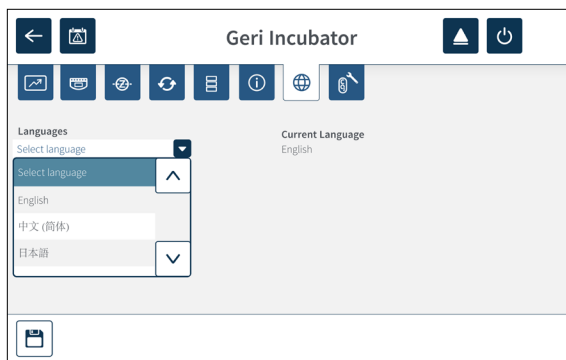 Geri Incubator
Languages
Select language
Select language
English
中文 (简体)
日本語
Current Language
English